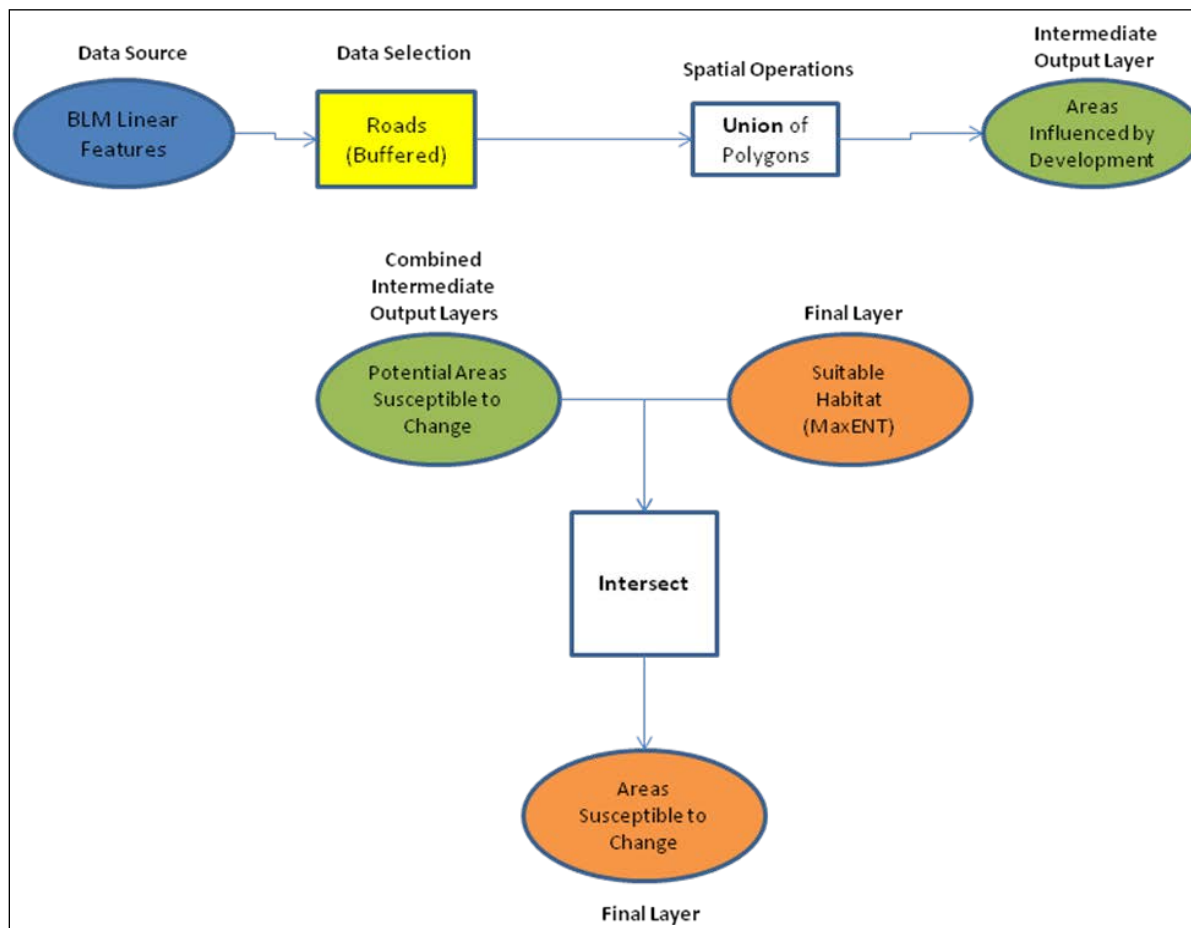 Data Source
Data Selection
Spatial Operations
Intermediate
Output Layer
BLM Linear
Features
Roads
(Buffered)
Union of
Polygons
Areas
Influenced by
Development
Combined
Intermediate
Output Layers
Final Layer
Potential Areas
Susceptible to
Change
Suitable
Habitat
(MaxENT)
Intersect
Areas
Susceptible to
Change
Final Layer